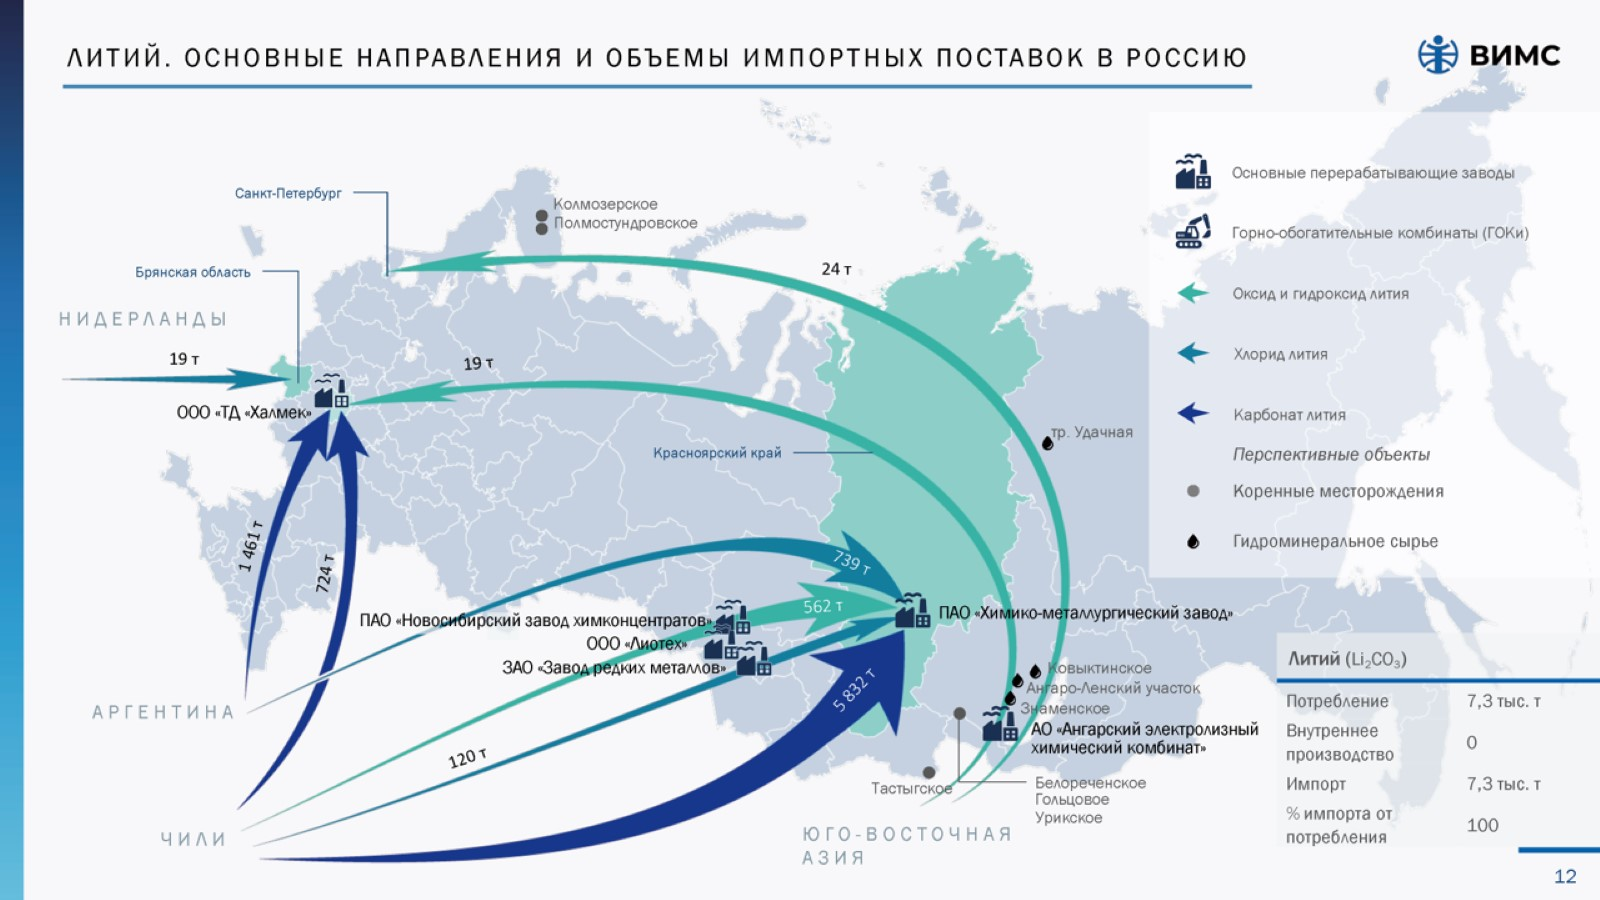 ЛИТИЙ. ОСНОВНЫЕ НАПРАВЛЕНИЯ И ОБЪЕМЫ ИМПОРТНЫХ ПОСТАВОК В РОССИЮ
ВИМС
Санкт-Петербург
Колмозерское
Полмостундровское
Брянская область
24 т
НИДЕРЛАНДЫ
19 т
19 т
ООО «ТД «Халмек»
Красноярский край
тр. Удачная
1 461 т
724 т
739 т
562 т
ПАО «Новосибирский завод химконцентратов»
ООО «Лиотех»
ЗАО «Завод редких металлов»
ПАО «Химико-металлургический завод»
5 832 т
120 т
АРГЕНТИНА
ЧИЛИ
Ковыктинское
Ангаро-Ленский участок
Знаменское
АО «Ангарский электролизный
химический комбинат»
Тастыгское
Белореченское
Гольцовое
Урикское
ЮГО-ВОСТОЧНАЯ
АЗИЯ
Основные перерабатывающие заводы
Горно-обогатительные комбинаты (ГОКи)
Оксид и гидроксид лития
Хлорид лития
Карбонат лития
Перспективные объекты
Коренные месторождения
Гидроминеральное сырье
Литий (Li₂CO₃)
Потребление 7,3 тыс. т
Внутреннее
производство 0
Импорт 7,3 тыс. т
% импорта от
потребления 100
12